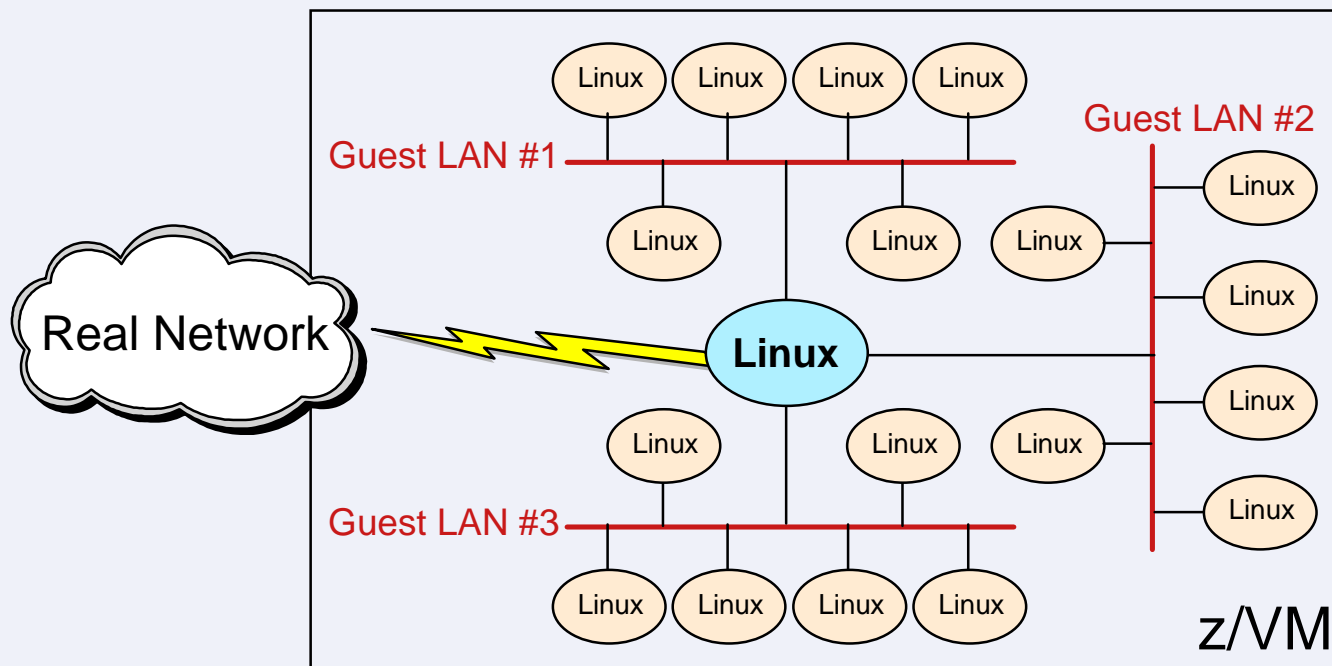 Linux Linux Linux Linux
Guest LAN #2
Guest LAN #1
Linux
Linux Linux Linux
Linux
Real Network
Linux
Linux
Linux Linux Linux
Linux
Guest LAN #3
Linux Linux Linux Linux
z/VM